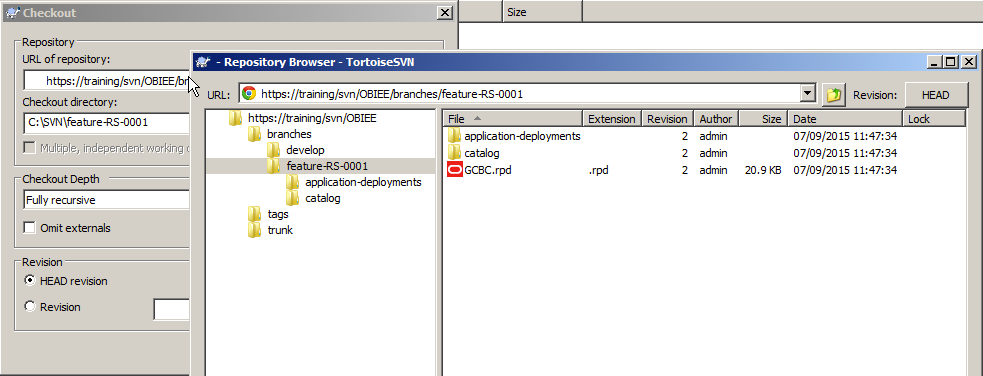 Checkout
Size
Repository
URL of repository:
https://training/svn/OBIEE/br
Checkout directory:
C:\SVN\feature-RS-0001
Multiple, independent working
Checkout Depth
Fully recursive
Omit externals
Revision
HEAD revision
Revision
- Repository Browser - TortoiseSVN
URL: https://training/svn/OBIEE/branches/feature-RS-0001 Revision: HEAD
https://training/svn/OBIEE
branches
develop
feature-RS-0001
application-deployments
catalog
tags
trunk
File Extension Revision Author Size Date Lock
application-deployments 2 admin 07/09/2015 11:47:34
catalog 2 admin 07/09/2015 11:47:34
GCBC.rpd .rpd 2 admin 20.9 KB 07/09/2015 11:47:34